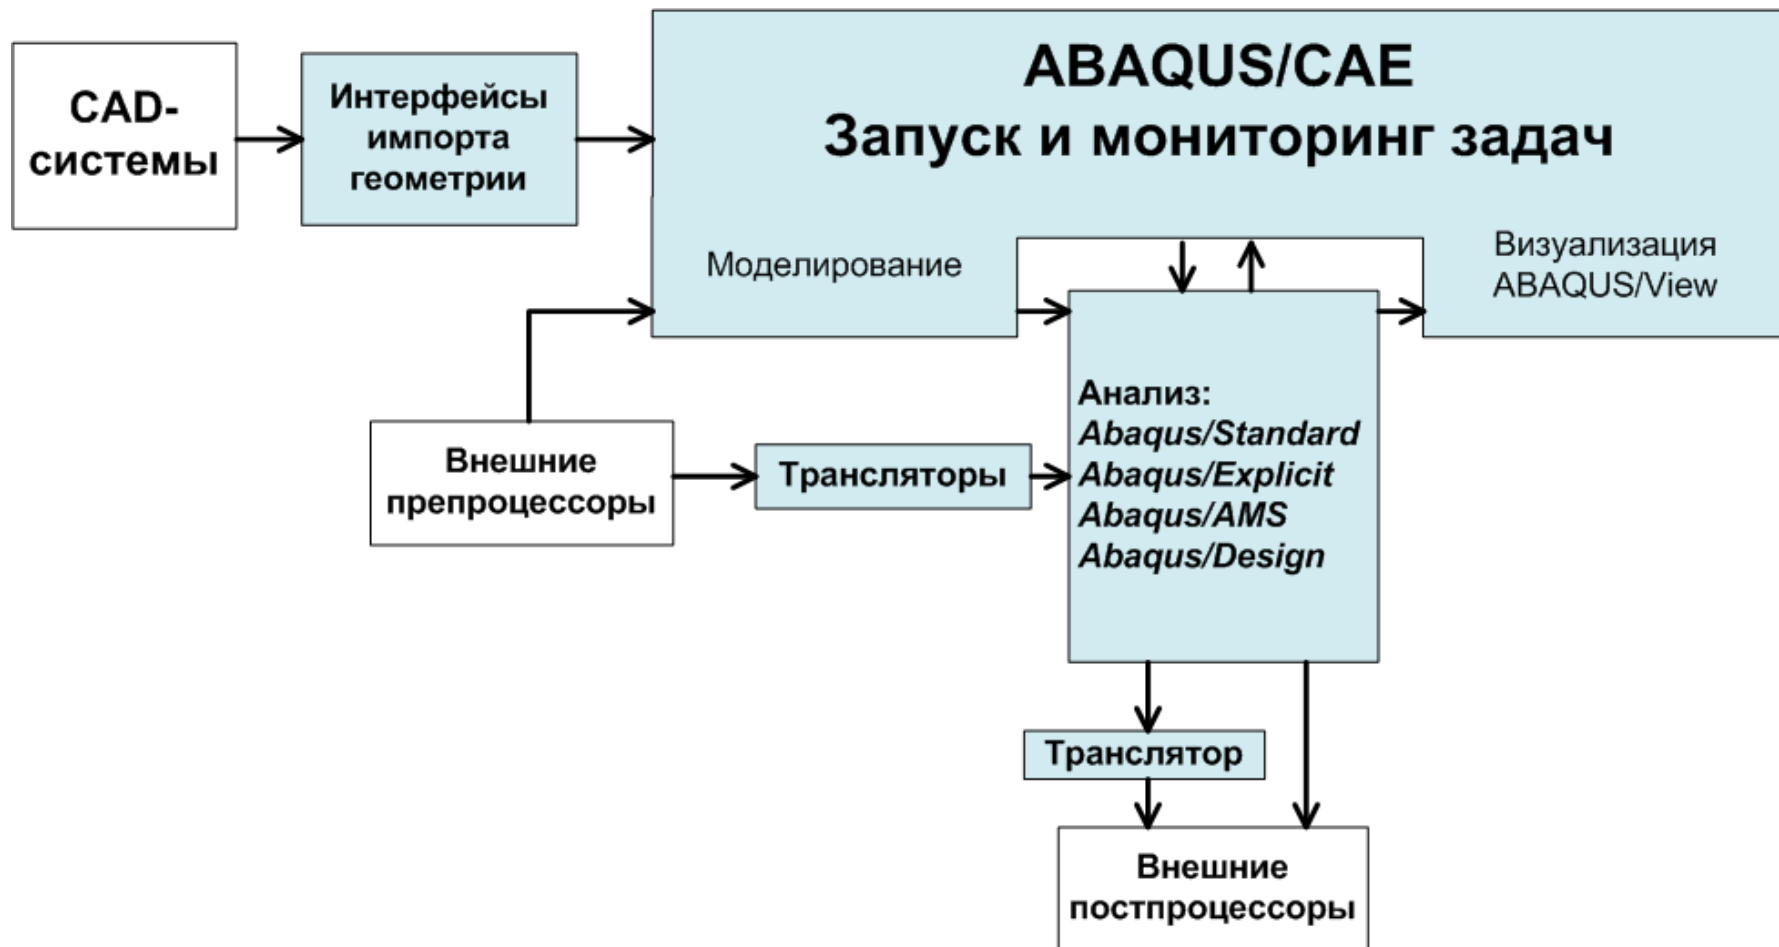 ABAQUS/CAE
Запуск и мониторинг задач
CAD-
системы
Интерфейсы
импорта
геометрии
Моделирование
Визуализация
ABAQUS/View
Анализ:
Abaqus/Standard
Abaqus/Explicit
Abaqus/AMS
Abaqus/Design
Внешние
препроцессоры
Трансляторы
Транслятор
Внешние
постпроцессоры